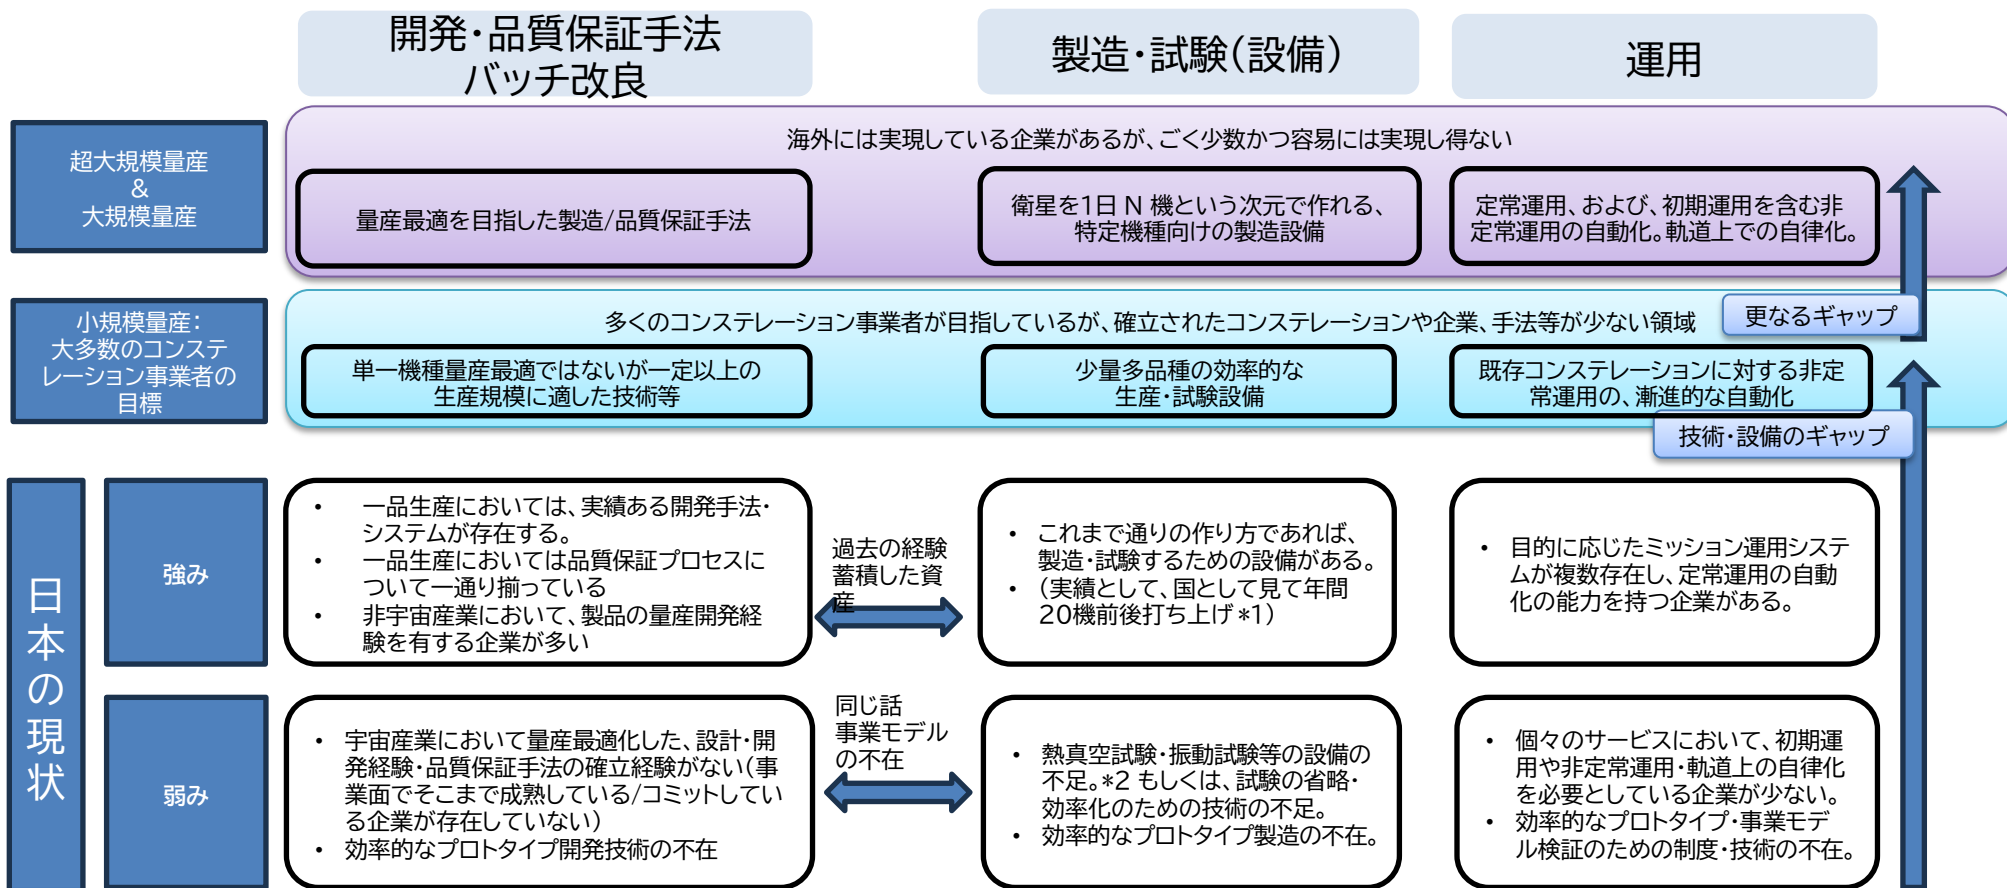 開発・品質保証手法
バッチ改良
製造・試験(設備)
運用
超大規模量産
&
大規模量産
海外には実現している企業があるが、ごく少数かつ容易には実現し得ない
量産最適を目指した製造/品質保証手法
衛星を1日 N 機という次元で作れる、
特定機種向けの製造設備
定常運用、および、初期運用を含む非
定常運用の自動化。軌道上での自律化。
更なるギャップ
小規模量産:
大多数のコンステ
レーション事業者の
目標
多くのコンステレーション事業者が目指しているが、確立されたコンステレーションや企業、手法等が少ない領域
単一機種量産最適ではないが一定以上の
生産規模に適した技術等
少量多品種の効率的な
生産・試験設備
既存コンステレーションに対する非定
常運用の、漸進的な自動化
技術・設備のギャップ
日本の現状
強み
• 一品生産においては、実績ある開発手法・
システムが存在する。
• 一品生産においては品質保証プロセスに
ついて一通り揃っている
• 非宇宙産業において、製品の量産開発経
験を有する企業が多い
過去の経験
蓄積した資
産
• これまで通りの作り方であれば、
製造・試験するための設備がある。
• (実績として、国として見て年間
20機前後打ち上げ*1)
• 目的に応じたミッション運用システ
ムが複数存在し、定常運用の自動
化の能力を持つ企業がある。
弱み
• 宇宙産業において量産最適化した、設計・開
発経験・品質保証手法の確立経験がない(事
業面でそこまで成熟している/コミットしてい
る企業が存在していない)
• 効率的なプロトタイプ開発技術の不在
同じ話
事業モデル
の不在
• 熱真空試験・振動試験等の設備の
不足。*2 もしくは、試験の省略・
効率化のための技術の不足。
• 効率的なプロトタイプ製造の不在。
• 個々のサービスにおいて、初期運
用や非定常運用・軌道上の自律化
を必要としている企業が少ない。
• 効率的なプロトタイプ・事業モデ
ル検証のための制度・技術の不在。